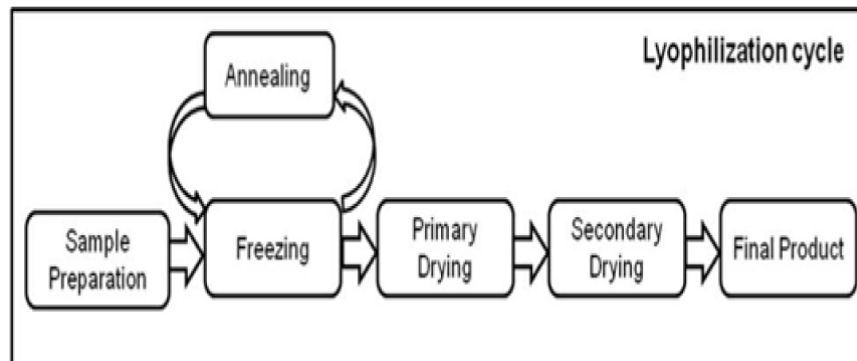 Lyophilization cycle
Annealing
Sample
Preparation
Freezing
Primary
Drying
Secondary
Drying
Final Product